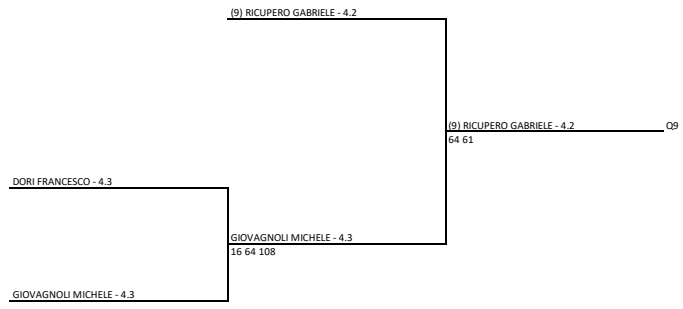 (9) RICUPERO GABRIELE - 4.2
(9) RICUPERO GABRIELE - 4.2 Q9
64 61
DORI FRANCESCO - 4.3
GIOVAGNOLI MICHELE - 4.3
16 64 108
GIOVAGNOLI MICHELE - 4.3